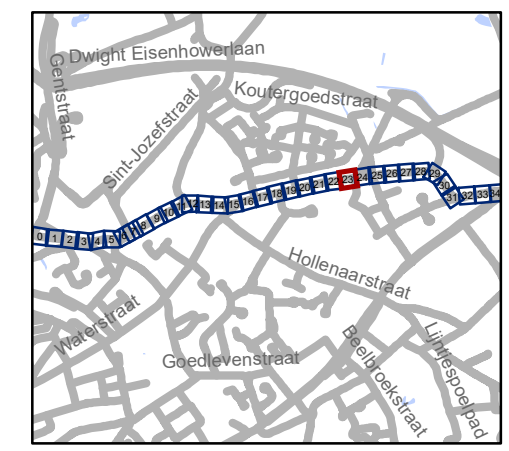 Dwight Eisenhowerlaan
Gentstraat
Koutergoedstraat
Sint-Jozefstraat
0 1 2 3 4 5 6 7 8 9 10 11 12 13 14 15 16 17 18 19 20 21 22 23 24 25 26 27 28 29 30 31 32 33 34
Hollenaarstraat
Waterstraat
Goedlevenstraat
Beelbroekstraat
Lijntjespoelpad